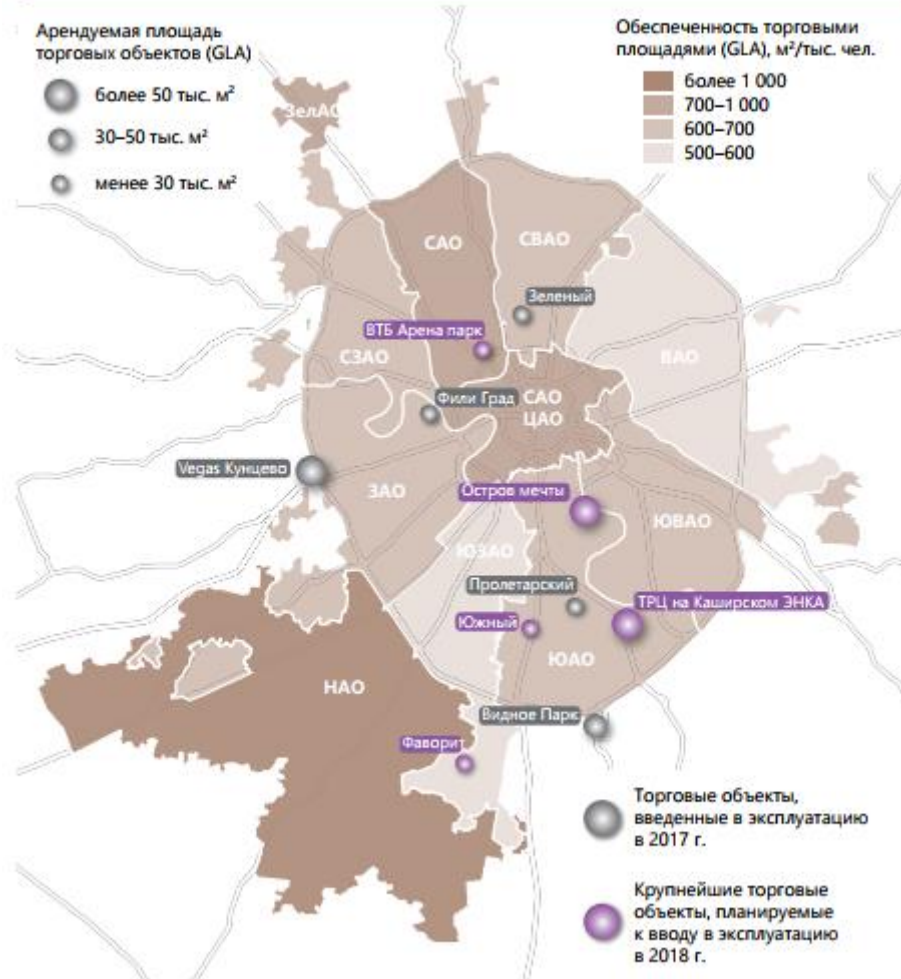 Арендуемая площадь
торговых объектов (GLA)
более 50 тыс. м²
30–50 тыс. м²
менее 30 тыс. м²
Обеспеченность торговыми
площадями (GLA), м²/тыс. чел.
более 1 000
700–1 000
600–700
500–600
ЗелАО
САО
СВАО
Зеленый
ВТБ Арена парк
СЗАО
ВАО
Фили Град
САО
ЦАО
Vegas Кунцево
ЗАО
Остров мечты
ЮВАО
ЮЗАО
Пролетарский
ТРЦ на Каширском ЭНКА
Южный
ЮАО
НАО
Видное Парк
Фаворит
Торговые объекты,
введенные в эксплуатацию
в 2017 г.
Крупнейшие торговые
объекты, планируемые
к вводу в эксплуатацию
в 2018 г.